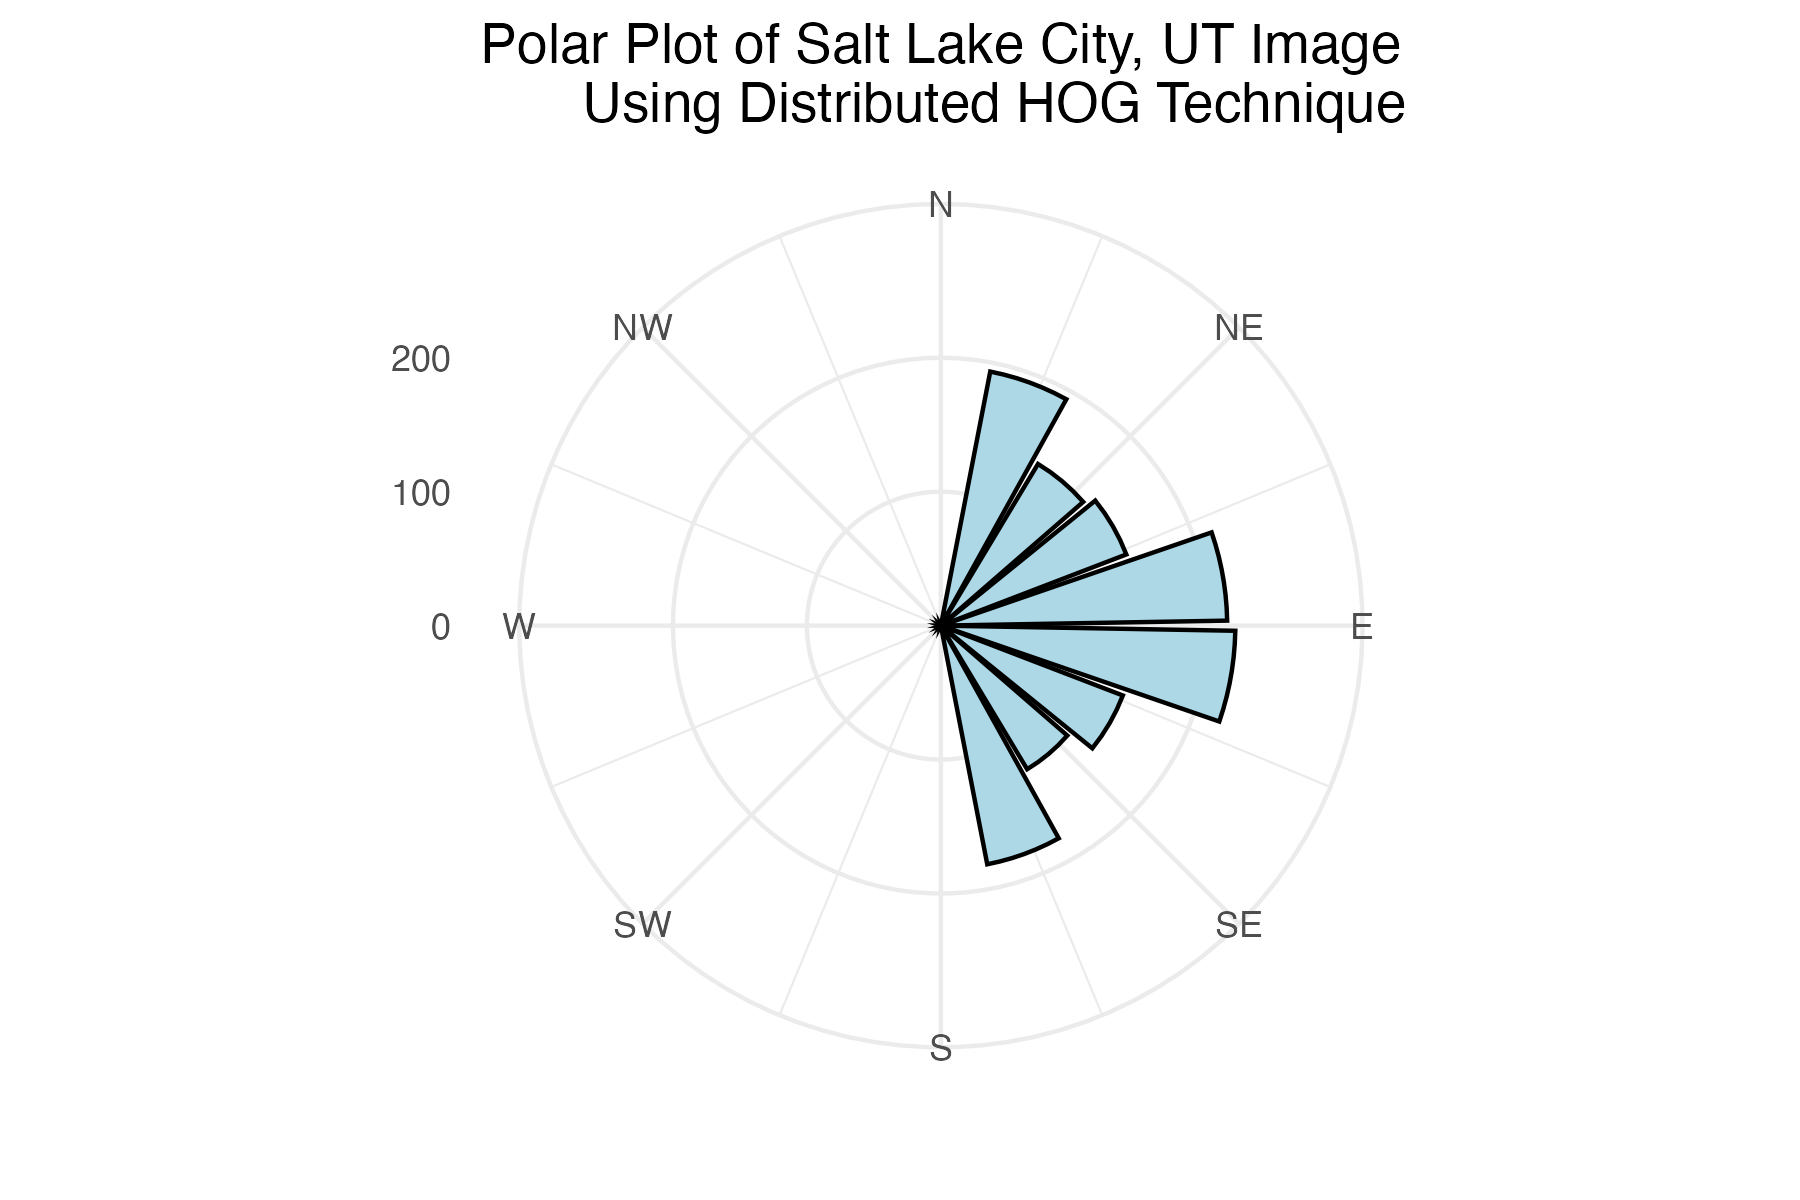 Polar Plot of Salt Lake City, UT Image
Using Distributed HOG Technique
N
NW
NE
200
100
0
W
E
SW
SE
S